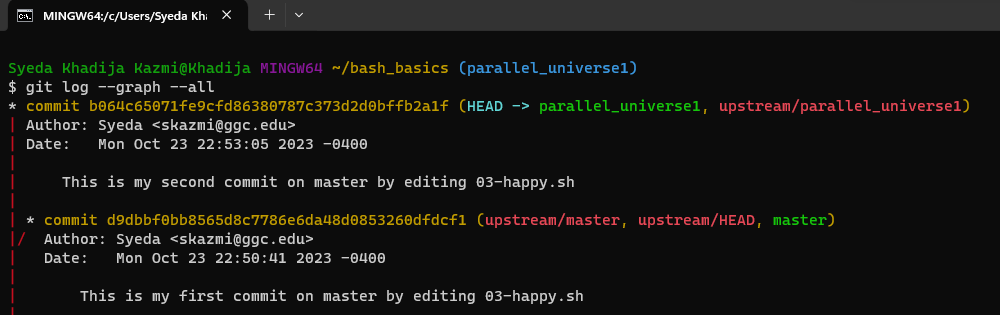 MINGW64:/c/Users/Syeda Kha
Syeda Khadija Kazmi@Khadija MINGW64 ~/bash_basics (parallel_universe1)
$ git log --graph --all
* commit b064c65071fe9cfd86380787c373d2d0bffb2a1f (HEAD -> parallel_universe1, upstream/parallel_universe1)
| Author: Syeda <skazmi@ggc.edu>
| Date:   Mon Oct 23 22:53:05 2023 -0400
|
|     This is my second commit on master by editing 03-happy.sh
|
| * commit d9dbbf0bb8565d8c7786e6da48d0853260dfdcf1 (upstream/master, upstream/HEAD, master)
|/  Author: Syeda <skazmi@ggc.edu>
|   Date:   Mon Oct 23 22:50:41 2023 -0400
|
|       This is my first commit on master by editing 03-happy.sh
|